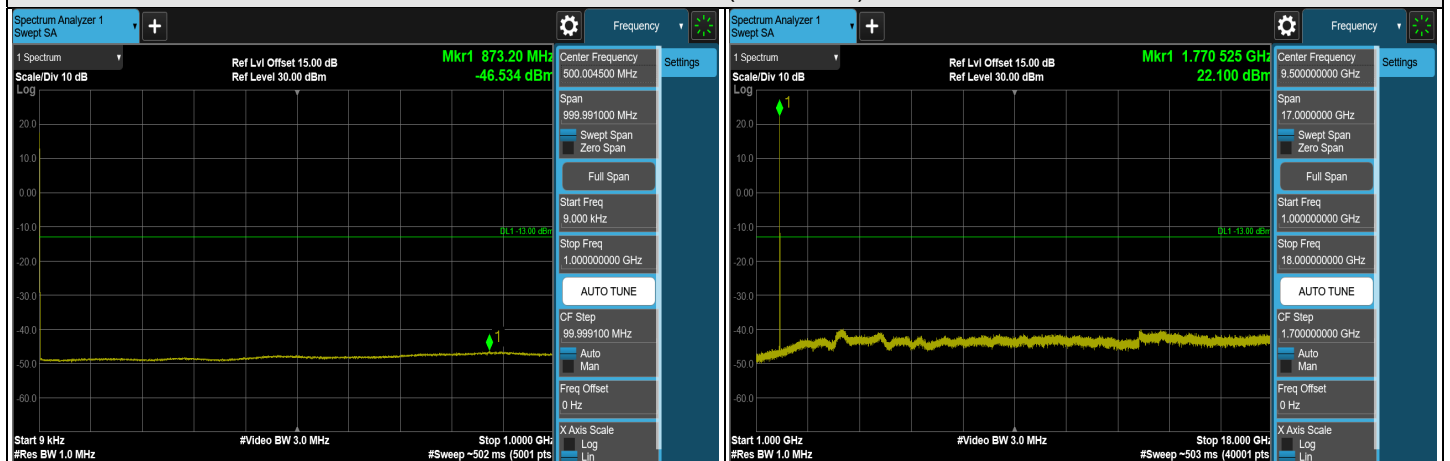 Spectrum Analyzer 1
Swept SA
+
Frequency
1 Spectrum
Scale/Div 10 dB
Log
Ref Lvl Offset 15.00 dB
Ref Level 30.00 dBm
Mkr1 873.20 MHz
-46.534 dBm
20.0
10.0
0.00
-10.0
-20.0
-30.0
-40.0
-50.0
-60.0
DL1 -13.00 dBm
1
Start 9 kHz
#Res BW 1.0 MHz
#Video BW 3.0 MHz
Stop 1.0000 GHz
#Sweep ~502 ms (5001 pts
Center Frequency
500.004500 MHz
Settings
Span
999.991000 MHz
Swept Span
Zero Span
Full Span
Start Freq
9.000 kHz
Stop Freq
1.000000000 GHz
AUTO TUNE
CF Step
99.999100 MHz
Auto
Man
Freq Offset
0 Hz
X Axis Scale
Log
Lin
Spectrum Analyzer 1
Swept SA
+
Frequency
1 Spectrum
Scale/Div 10 dB
Log
Ref Lvl Offset 15.00 dB
Ref Level 30.00 dBm
Mkr1 1.770 525 GHz
22.100 dBm
1
20.0
10.0
0.00
-10.0
-20.0
-30.0
-40.0
-50.0
-60.0
DL1 -13.00 dBm
Start 1.000 GHz
#Res BW 1.0 MHz
#Video BW 3.0 MHz
Stop 18.000 GHz
#Sweep ~503 ms (40001 pts
Center Frequency
9.500000000 GHz
Settings
Span
17.0000000 GHz
Swept Span
Zero Span
Full Span
Start Freq
1.000000000 GHz
Stop Freq
18.000000000 GHz
AUTO TUNE
CF Step
1.700000000 GHz
Auto
Man
Freq Offset
0 Hz
X Axis Scale
Log
Lin